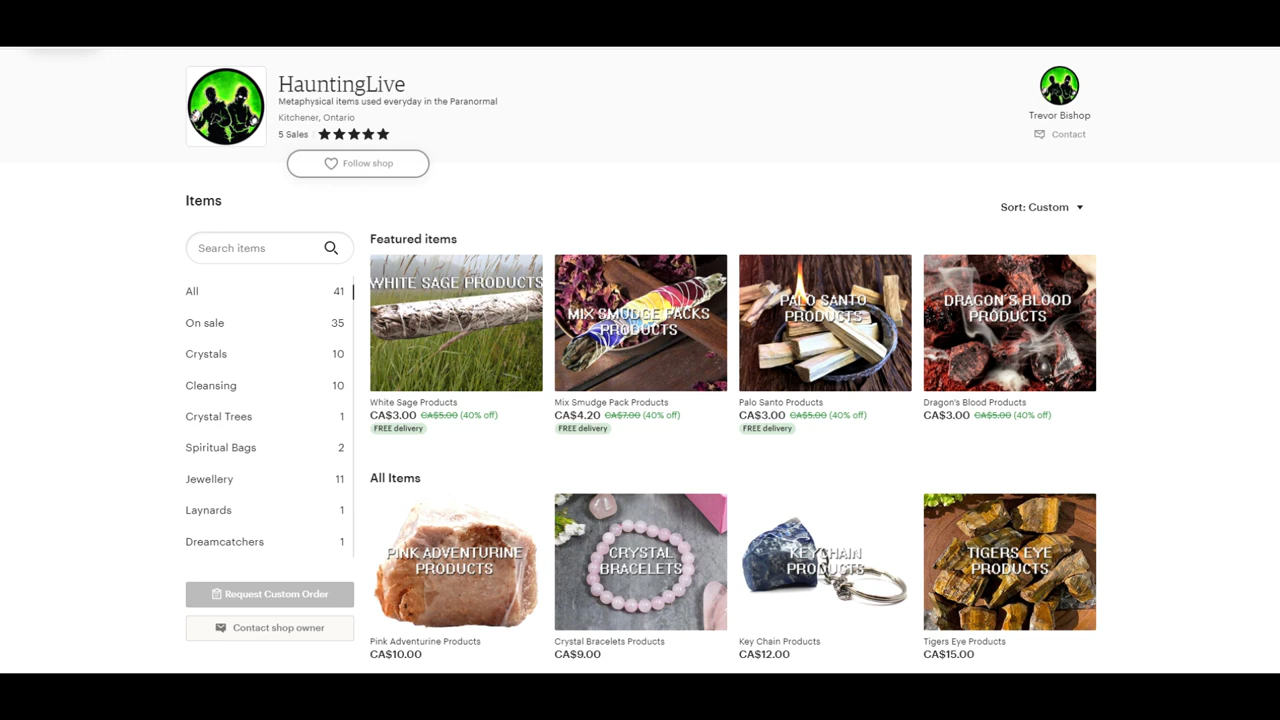 HauntingLive
Metaphysical items used everyday in the Paranormal
Kitchener, Ontario
5 Sales
Follow shop
Trevor Bishop
Contact
Items
Sort: Custom
Search items
All 41
On sale 35
Crystals 10
Cleansing 10
Crystal Trees 1
Spiritual Bags 2
Jewellery 11
Laynards 1
Dreamcatchers 1
Request Custom Order
Contact shop owner
Featured items
WHITE SAGE PRODUCTS
White Sage Products
CA$3.00 CA$5.00 (40% off)
FREE delivery
MIX SMUDGE PACKS
PRODUCTS
Mix Smudge Pack Products
CA$4.20 CA$7.00 (40% off)
FREE delivery
PALO SANTO
PRODUCTS
Palo Santo Products
CA$3.00 CA$5.00 (40% off)
FREE delivery
DRAGON'S BLOOD
PRODUCTS
Dragon's Blood Products
CA$3.00 CA$5.00 (40% off)
All Items
PINK ADVENTURINE
PRODUCTS
Pink Adventurine Products
CA$10.00
CRYSTAL
BRACELETS
Crystal Bracelets Products
CA$9.00
KEYCHAIN
PRODUCTS
Key Chain Products
CA$12.00
TIGERS EYE
PRODUCTS
Tigers Eye Products
CA$15.00